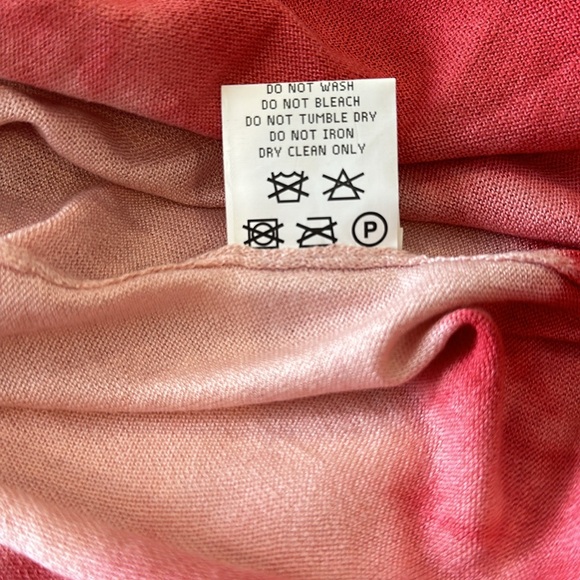 DO NOT WASH
DO NOT BLEACH
DO NOT TUMBLE DRY
DO NOT IRON
DRY CLEAN ONLY
P